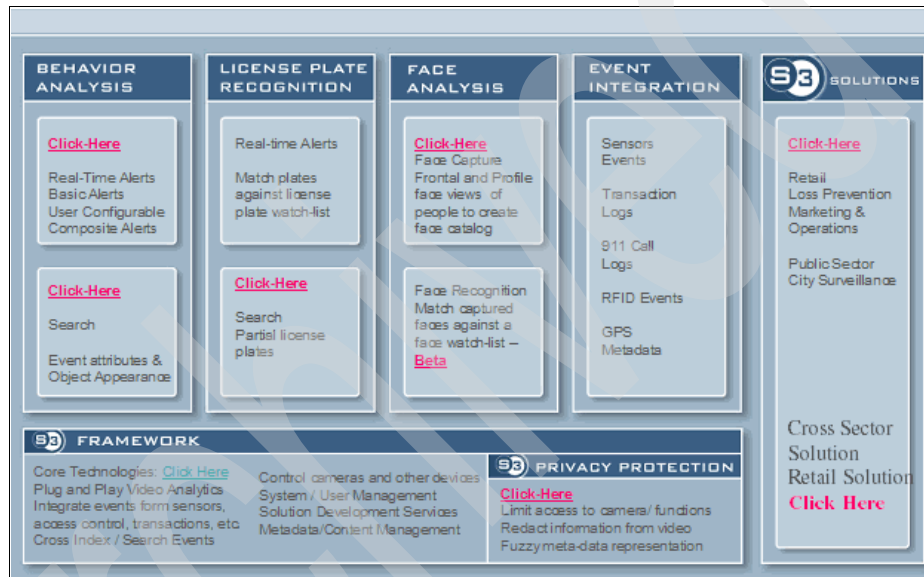 BEHAVIOR
ANALYSIS
Click-Here
Real-Time Alerts
Basic Alerts
User Configurable
Composite Alerts
Click-Here
Search
Event attributes &
Object Appearance
LICENSE PLATE
RECOGNITION
Real-time Alerts
Match plates
against license
plate watch-list
Click-Here
Search
Partial license
plates
FACE
ANALYSIS
Click-Here
Face Capture
Frontal and Profile
face views of
people to create
face catalog
Face Recognition
Match captured
faces against a
face watch-list –
Beta
EVENT
INTEGRATION
Sensors
Events
Transaction
Logs
911 Call
Logs
RFID Events
GPS
Metadata
S3 SOLUTIONS
Click-Here
Retail
Loss Prevention
Marketing &
Operations
Public Sector
City Surveillance
Cross Sector
Solution
Retail Solution
Click Here
S3 FRAMEWORK
Core Technologies: Click Here
Plug and Play Video Analytics
Integrate events form sensors,
access control, transactions, etc.
Cross Index / Search Events
Control cameras and other devices
System / User Management
Solution Development Services
Metadata/Content Management
S3 PRIVACY PROTECTION
Click-Here
Limit access to camera/ functions
Redact information from video
Fuzzy meta-data representation